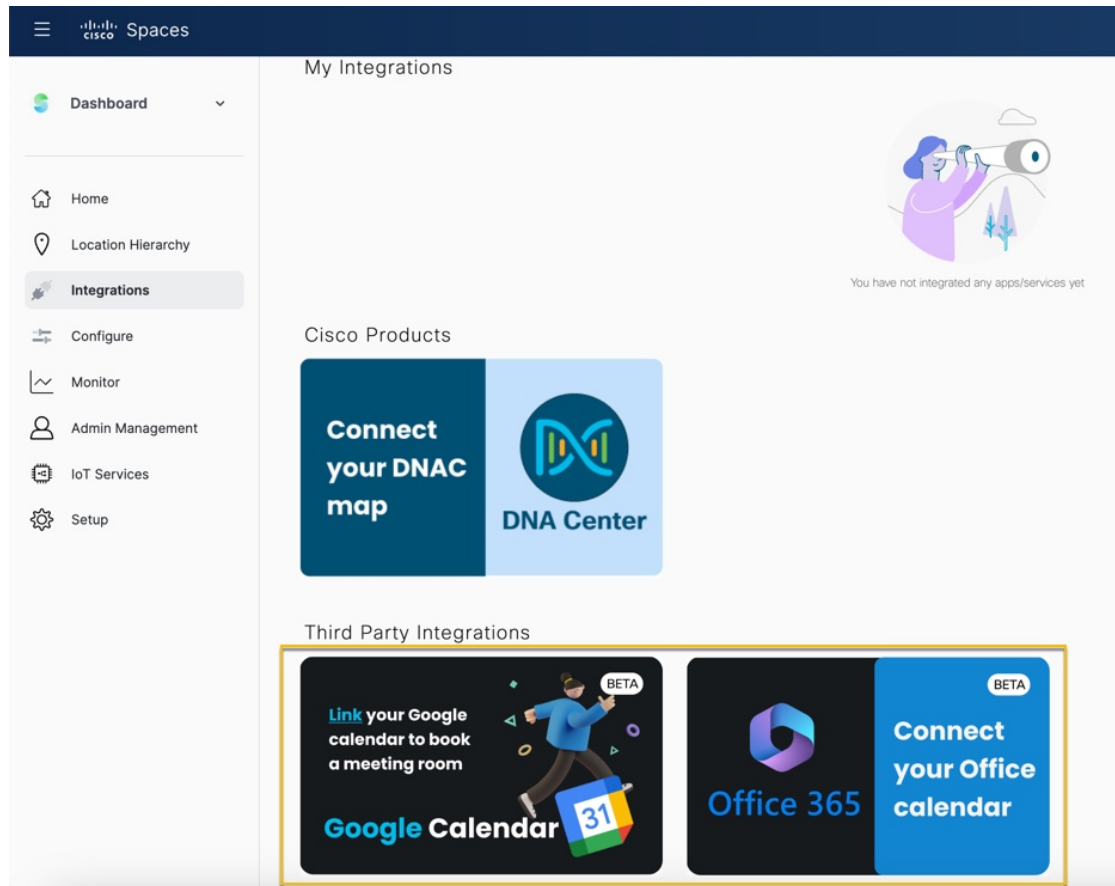 cisco Spaces
Dashboard
Home
Location Hierarchy
Integrations
Configure
Monitor
Admin Management
IoT Services
Setup
My Integrations
You have not integrated any apps/services yet
Cisco Products
Connect
your DNAC
map
DNA Center
Third Party Integrations
BETA
Link your Google
calendar to book
a meeting room
Google Calendar
31
BETA
Office 365
Connect
your Office
calendar